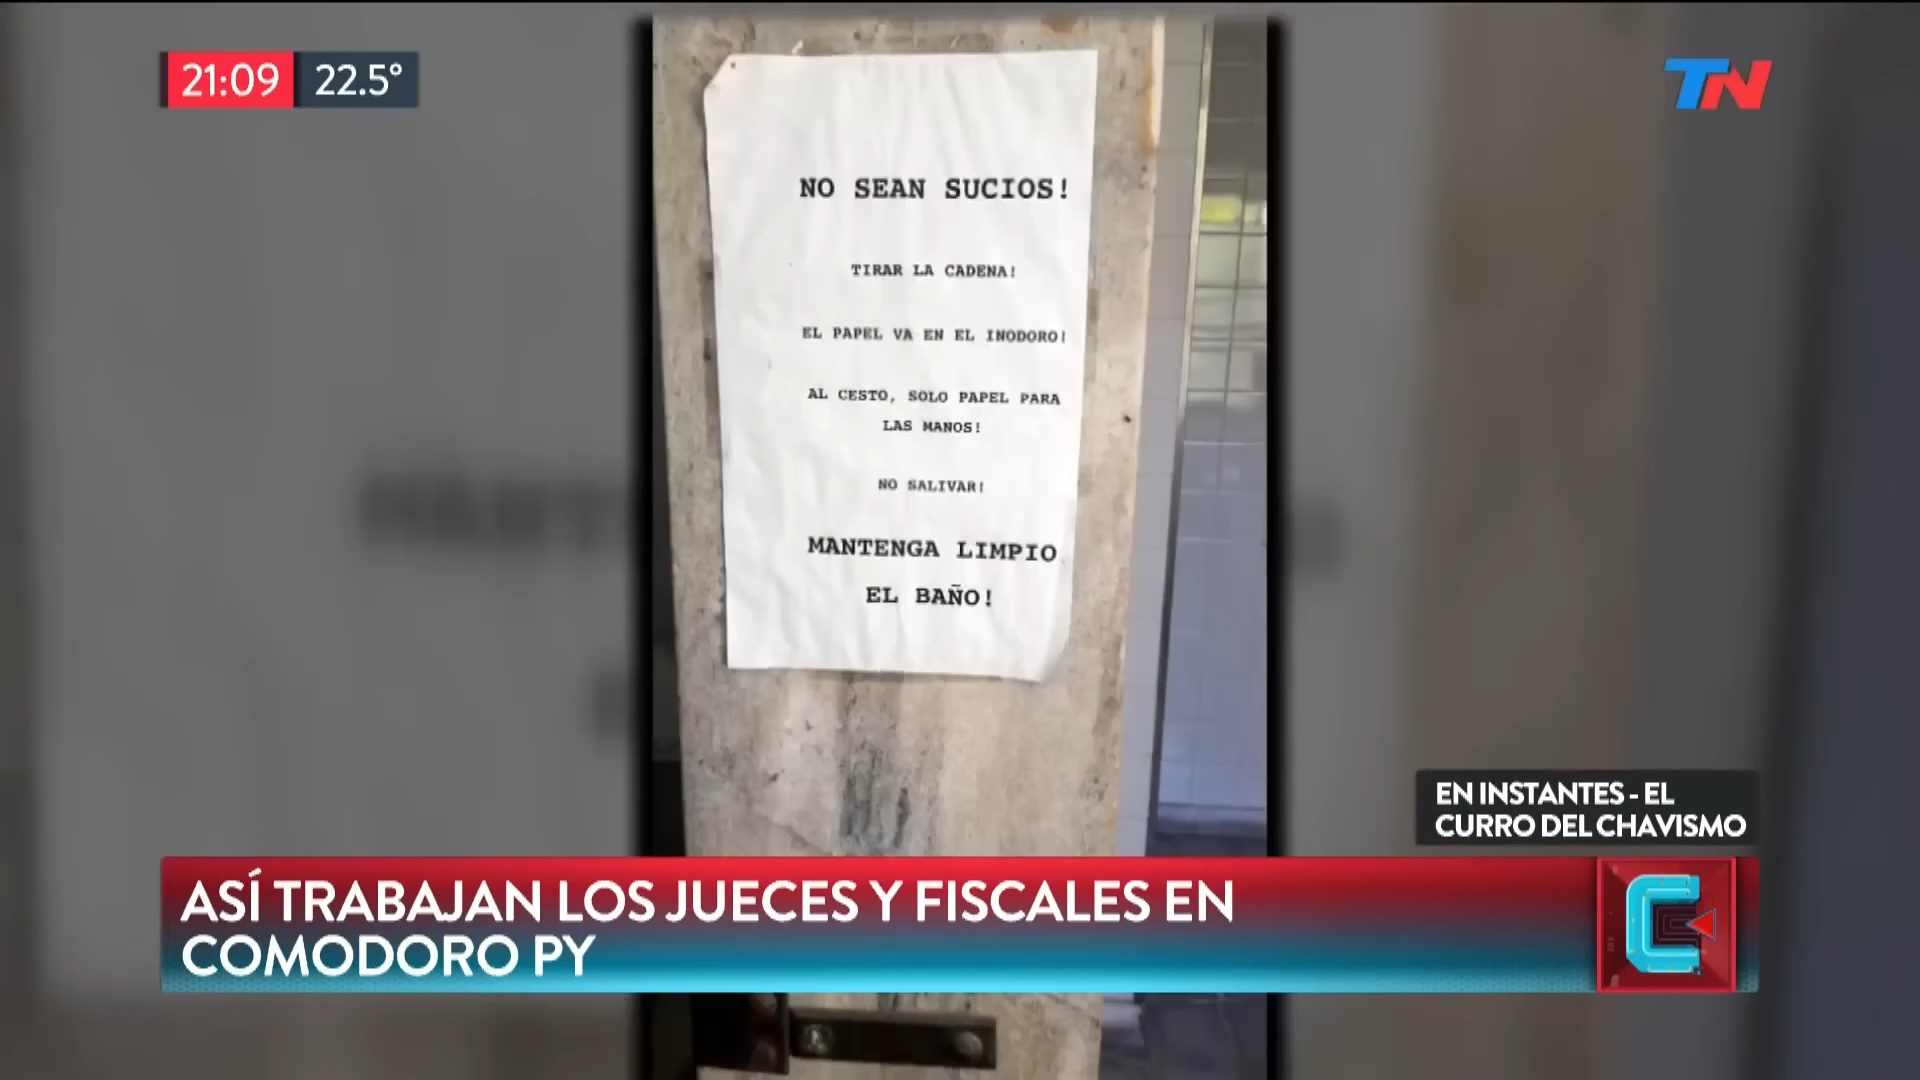 21:09 22.5°
TN
NO SEAN SUCIOS!
TIRAR LA CADENA!
EL PAPEL VA EN EL INODORO!
AL CESTO, SOLO PAPEL PARA
LAS MANOS!
NO SALIVAR!
MANTENGA LIMPIO
EL BAÑO!
EN INSTANTES - EL
CURRO DEL CHAVISMO
ASÍ TRABAJAN LOS JUECES Y FISCALES EN
COMODORO PY